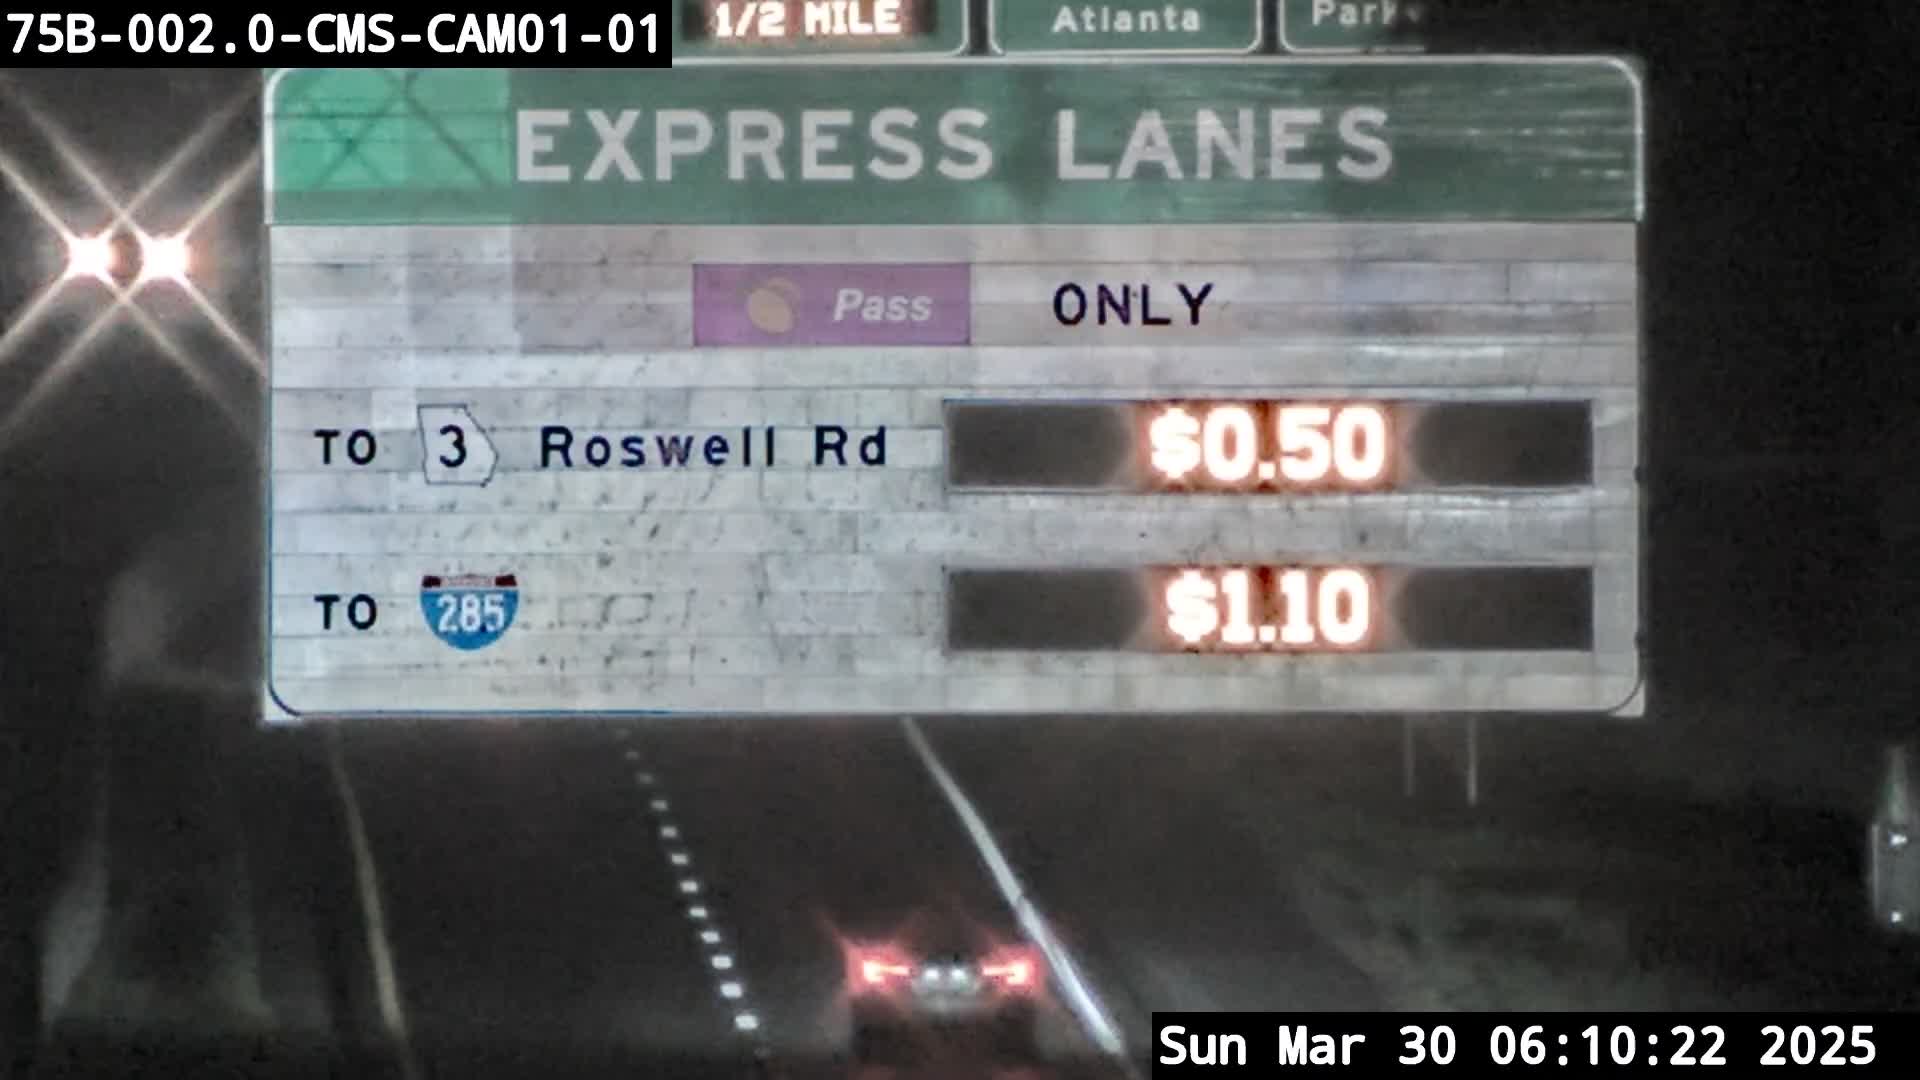 75B-002.0-CMS-CAM01-01
1/2 MILE
Atlanta
EXPRESS LANES
Pass ONLY
TO 3 Roswell Rd $0.50
TO 285 $1.10
Sun Mar 30 06:10:22 2025